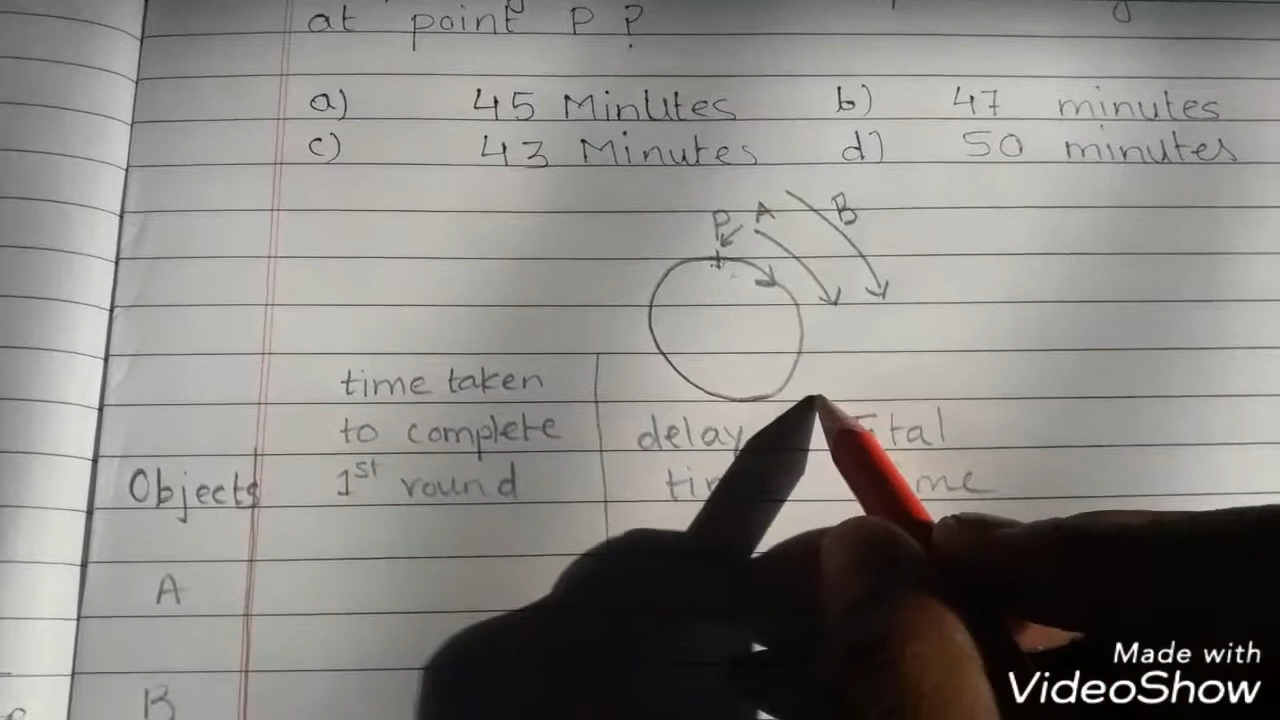 at point P ?
a) 45 Minutes b) 47 minutes
c) 43 Minutes d) 50 minutes
P A B
time taken
to complete delay
Objects 1st round
A
B
Made with
VideoShow